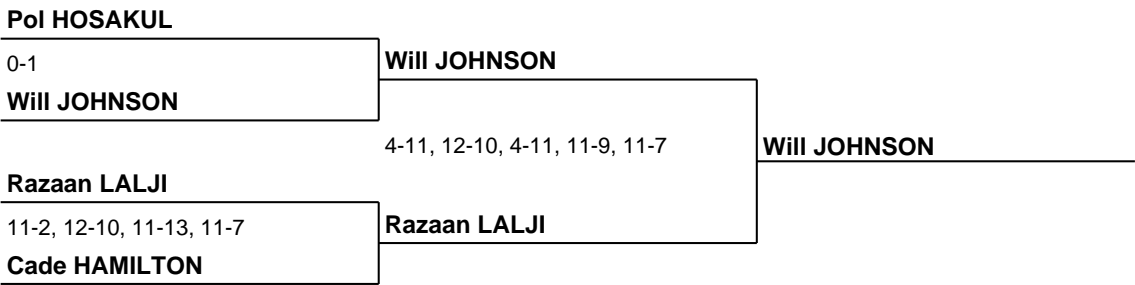 Pol HOSAKUL
0-1
Will JOHNSON
Will JOHNSON
4-11, 12-10, 4-11, 11-9, 11-7
Will JOHNSON
Razaan LALJI
11-2, 12-10, 11-13, 11-7
Razaan LALJI
Cade HAMILTON